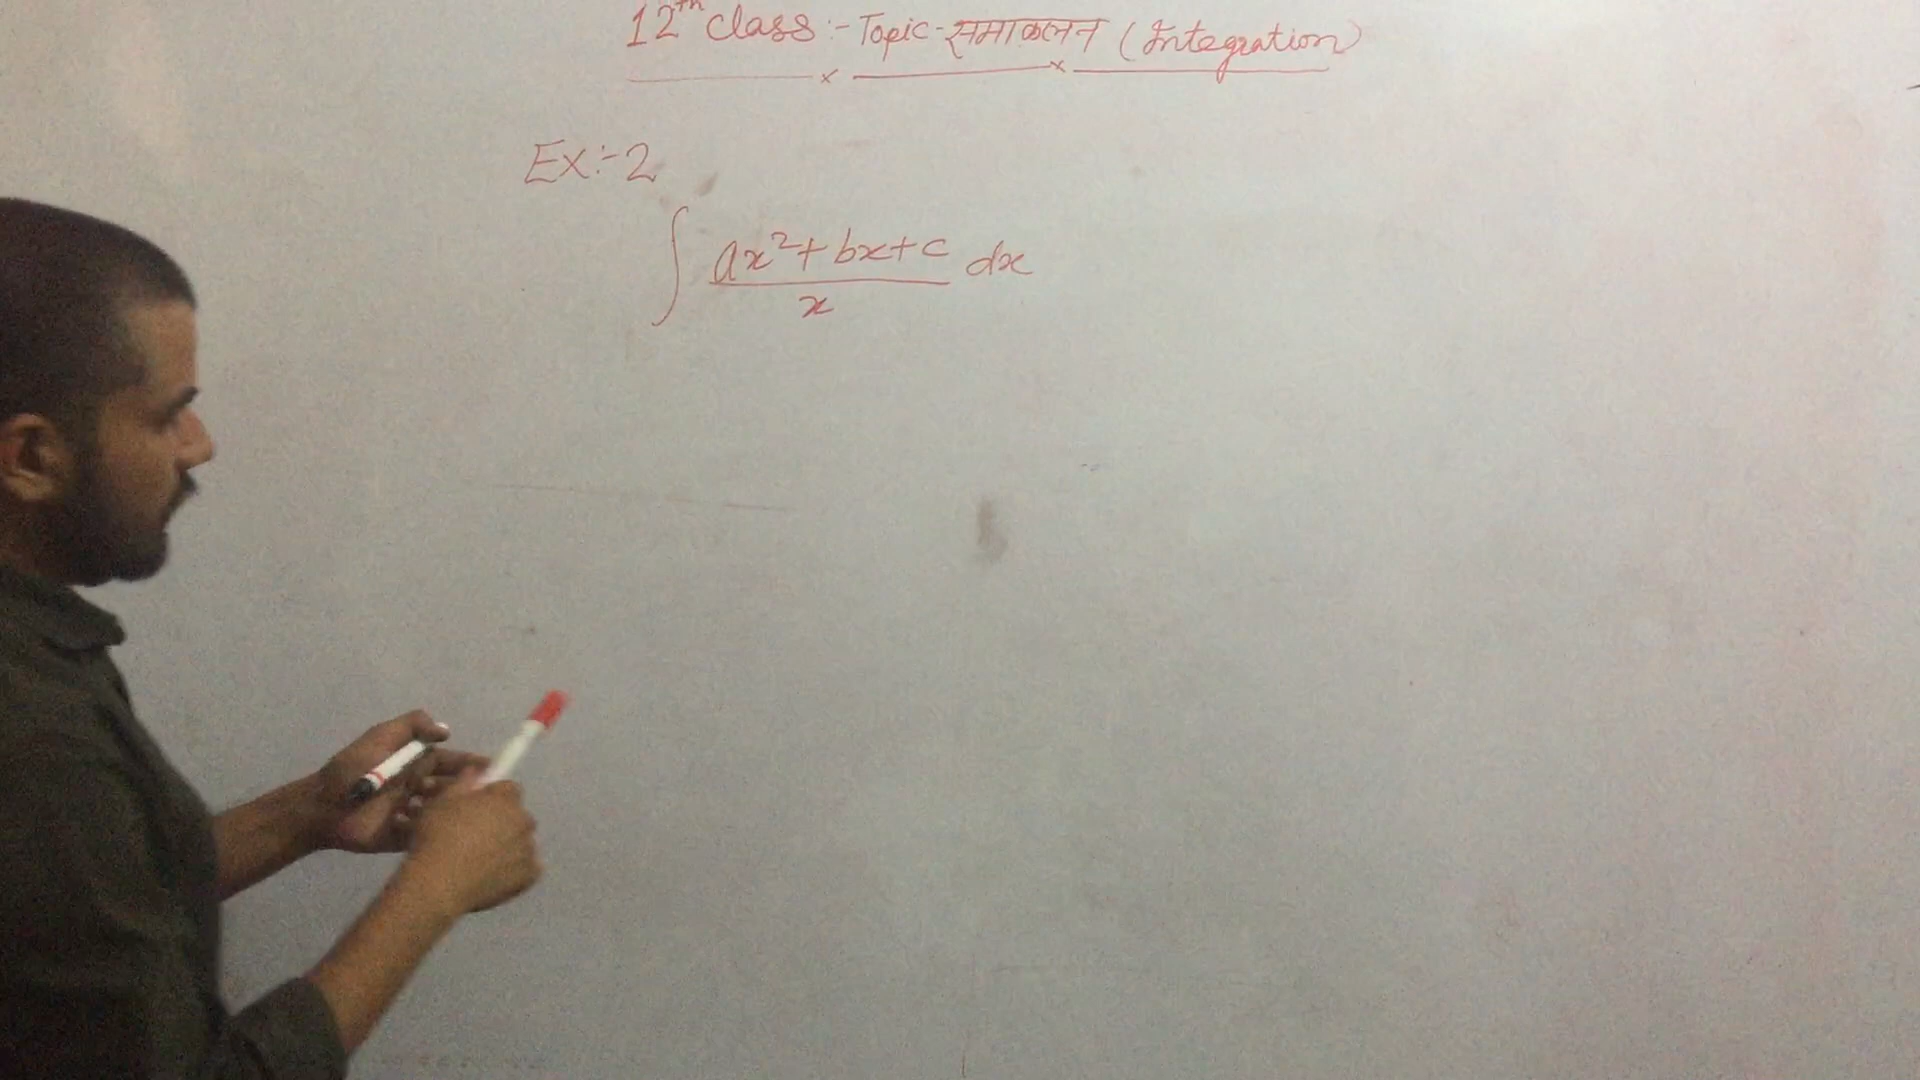 12th class :- Topic - समाकलन (Integration)
Ex:- 2
∫ (ax²+bx+c)/x dx